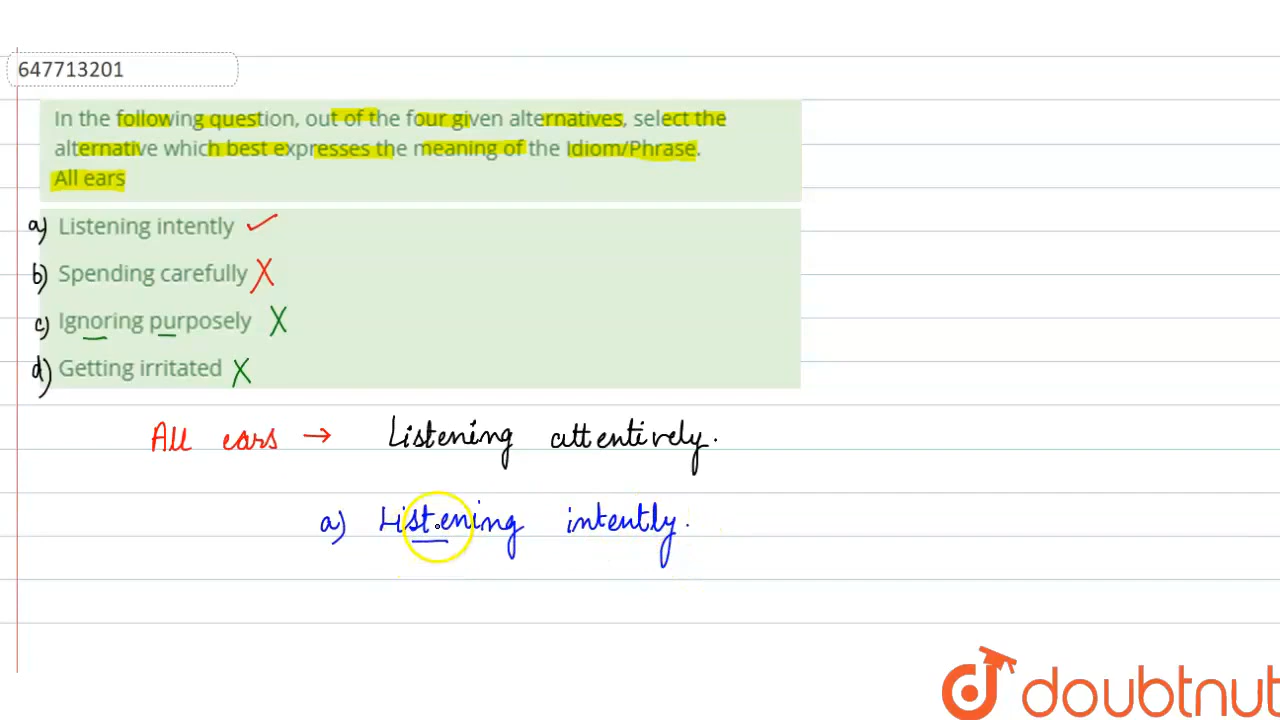 647713201
In the following question, out of the four given alternatives, select the
alternative which best expresses the meaning of the Idiom/Phrase.
All ears
a) Listening intently
b) Spending carefully X
c) Ignoring purposely X
d) Getting irritated X
All ears → Listening attentively.
a) Listening intently.
doubtnut